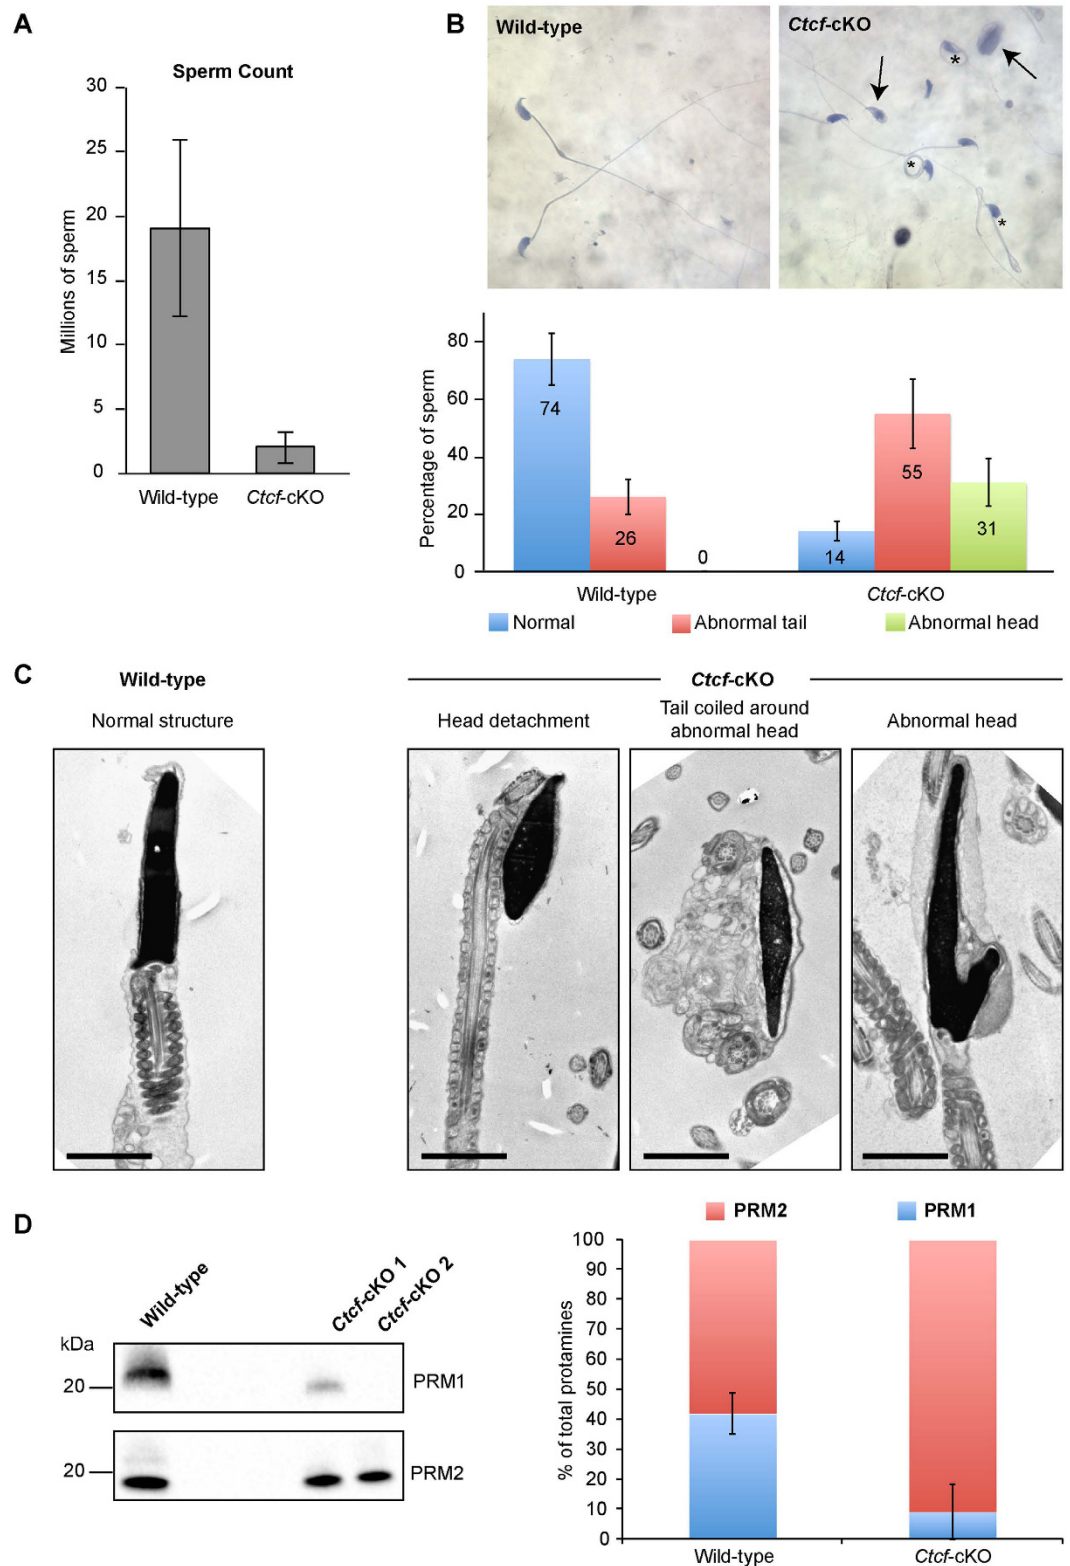 A
Sperm Count
Millions of sperm
30
25
20
15
10
5
0
Wild-type
Ctcf-cKO
B
Wild-type
Ctcf-cKO
*
*
*
Percentage of sperm
80
60
40
20
0
74
26
0
14
55
31
Wild-type
Ctcf-cKO
Normal
Abnormal tail
Abnormal head
C
Wild-type
Ctcf-cKO
Normal structure
Head detachment
Tail coiled around
abnormal head
Abnormal head
D
Wild-type
Ctcf-cKO 1
Ctcf-cKO 2
kDa
20
PRM1
20
PRM2
PRM2
PRM1
% of total protamines
100
90
80
70
60
50
40
30
20
10
0
Wild-type
Ctcf-cKO